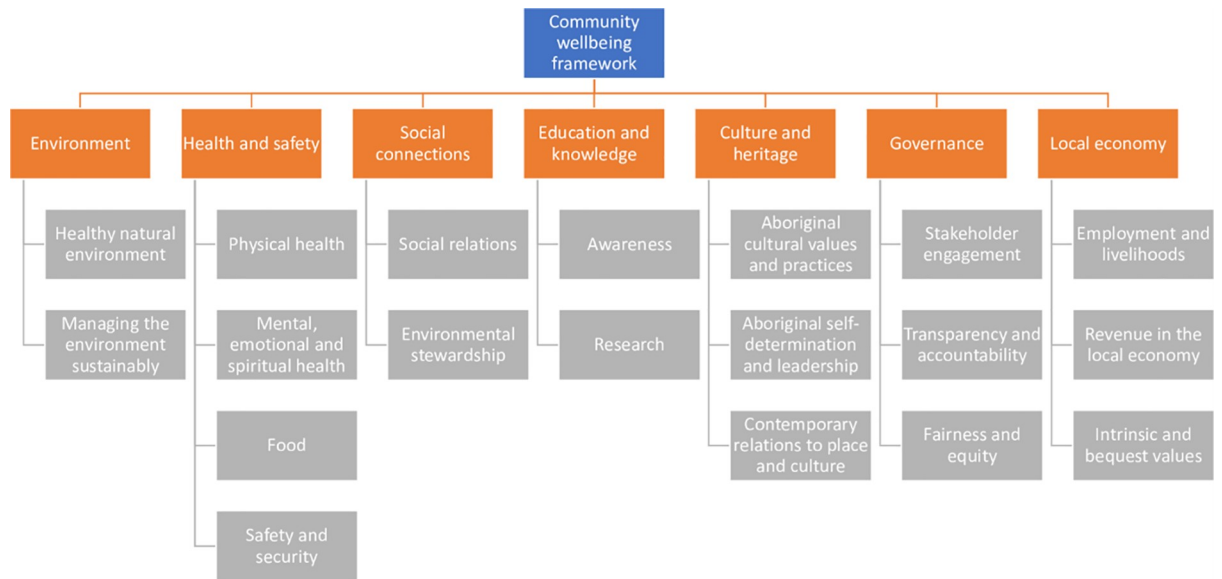 Community
wellbeing
framework
Environment
Health and safety
Social
connections
Education and
knowledge
Culture and
heritage
Governance
Local economy
Healthy natural
environment
Managing the
environment
sustainably
Physical health
Mental,
emotional and
spiritual health
Food
Safety and
security
Social relations
Environmental
stewardship
Awareness
Research
Aboriginal
cultural values
and practices
Aboriginal self-
determination
and leadership
Contemporary
relations to place
and culture
Stakeholder
engagement
Transparency and
accountability
Fairness and
equity
Employment and
livelihoods
Revenue in the
local economy
Intrinsic and
bequest values